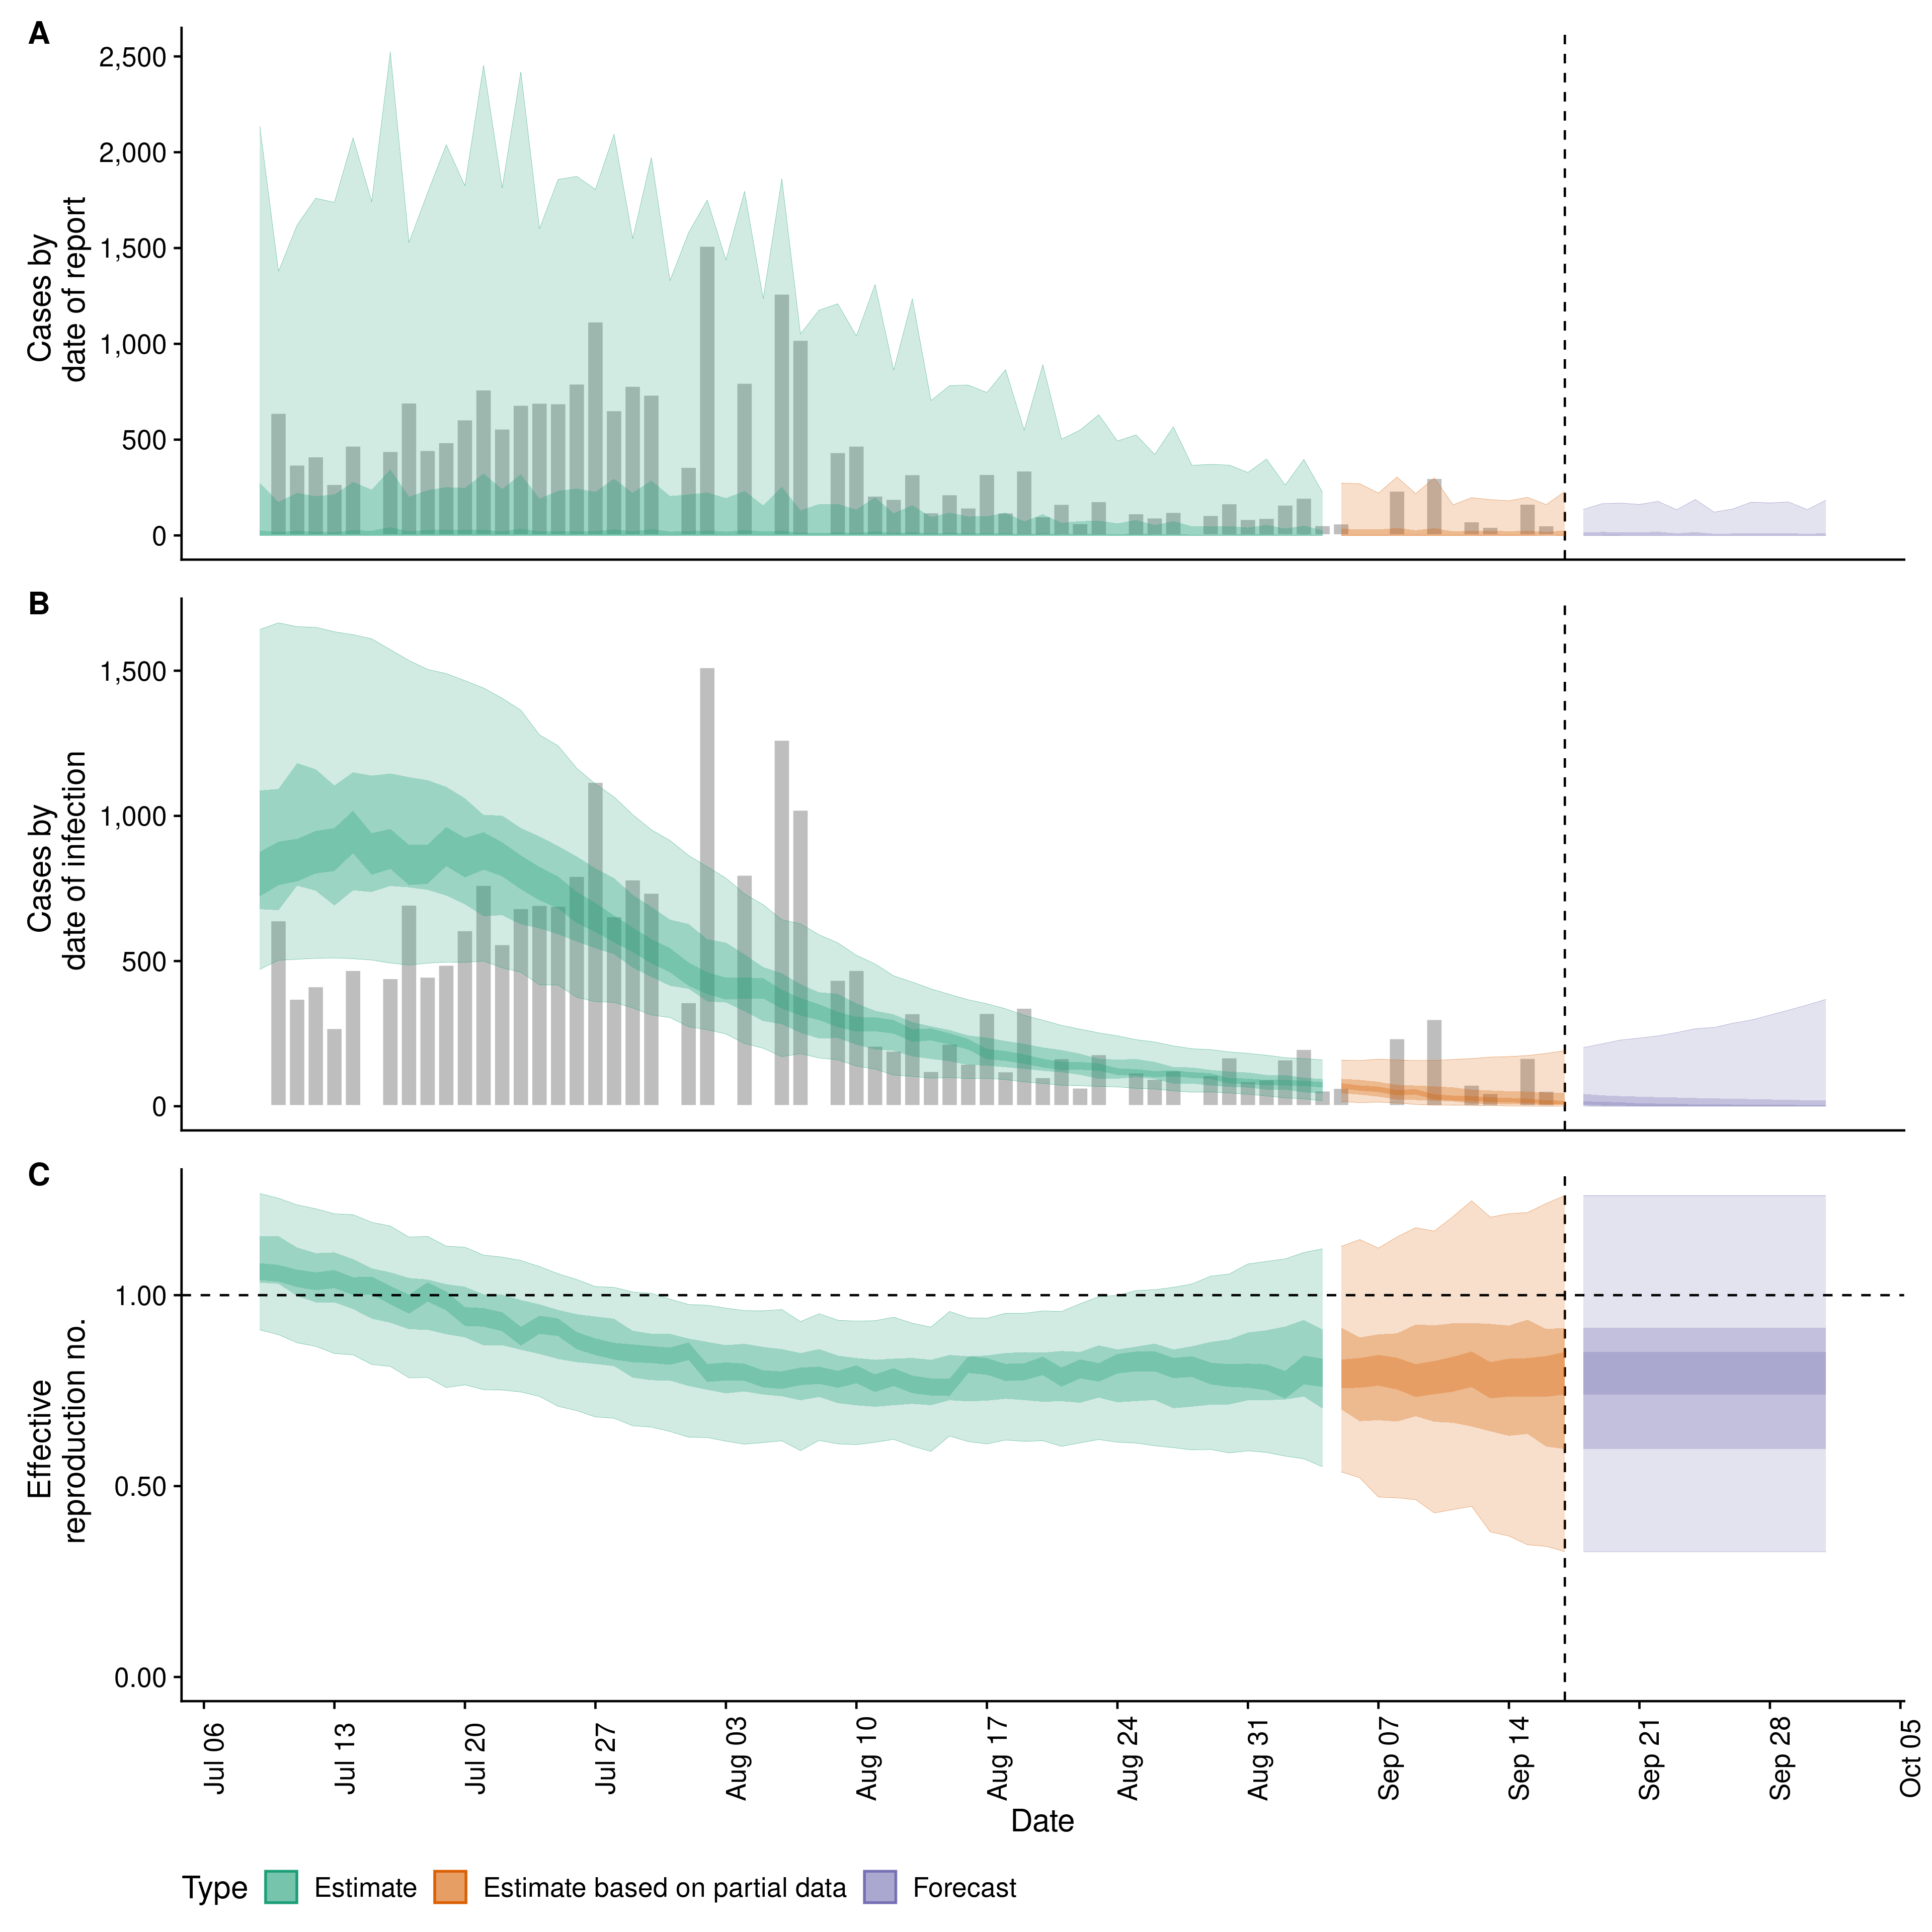 A
2,500
2,000
1,500
1,000
500
0
Cases by
date of report
B
1,500
1,000
500
0
Cases by
date of infection
C
1.00
0.50
0.00
Effective
reproduction no.
Jul 06
Jul 13
Jul 20
Jul 27
Aug 03
Aug 10
Aug 17
Aug 24
Aug 31
Sep 07
Sep 14
Sep 21
Sep 28
Oct 05
Date
Type Estimate Estimate based on partial data Forecast